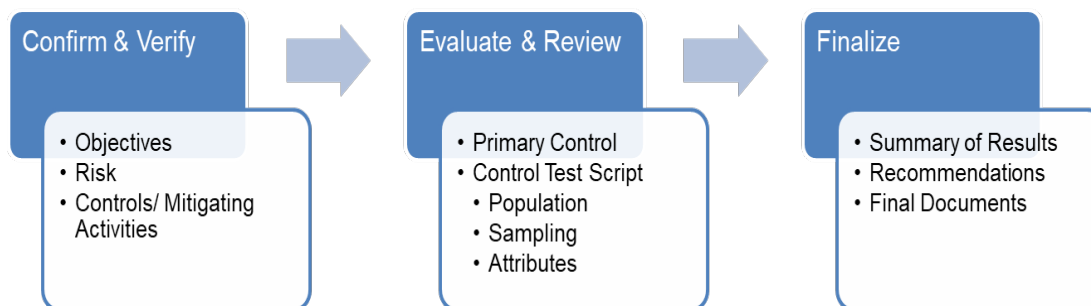 Confirm & Verify
• Objectives
• Risk
• Controls/ Mitigating
Activities
Evaluate & Review
• Primary Control
• Control Test Script
• Population
• Sampling
• Attributes
Finalize
• Summary of Results
• Recommendations
• Final Documents